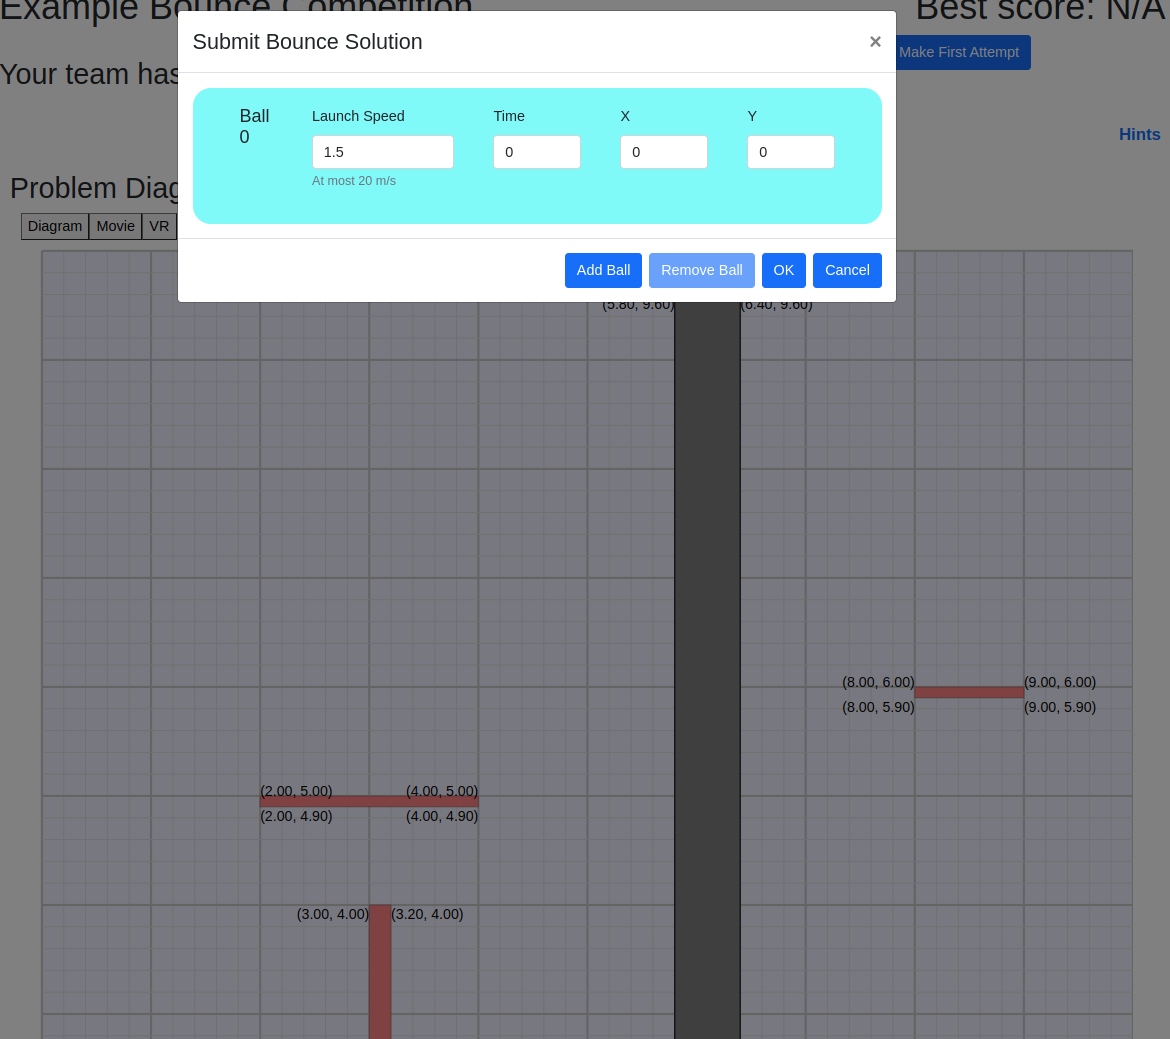 Example Bounce Competition
Best score: N/A
Submit Bounce Solution
×
Make First Attempt
Your team has
Ball 0
Launch Speed
Time
X
Y
1.5
0
0
0
At most 20 m/s
Hints
Problem Diag
Diagram
Movie
VR
Add Ball
Remove Ball
OK
Cancel
(5.80, 9.60)
(6.40, 9.60)
(8.00, 6.00)
(9.00, 6.00)
(8.00, 5.90)
(9.00, 5.90)
(2.00, 5.00)
(4.00, 5.00)
(2.00, 4.90)
(4.00, 4.90)
(3.00, 4.00)
(3.20, 4.00)